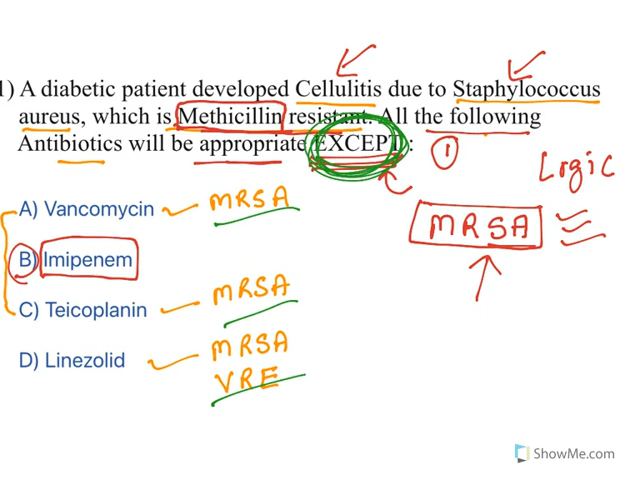 1) A diabetic patient developed Cellulitis due to Staphylococcus
aureus, which is Methicillin resistant. All the following
Antibiotics will be appropriate EXCEPT:
1
Logic
A) Vancomycin
MRSA
MRSA
B) Imipenem
C) Teicoplanin
MRSA
D) Linezolid
MRSA
VRE
ShowMe.com